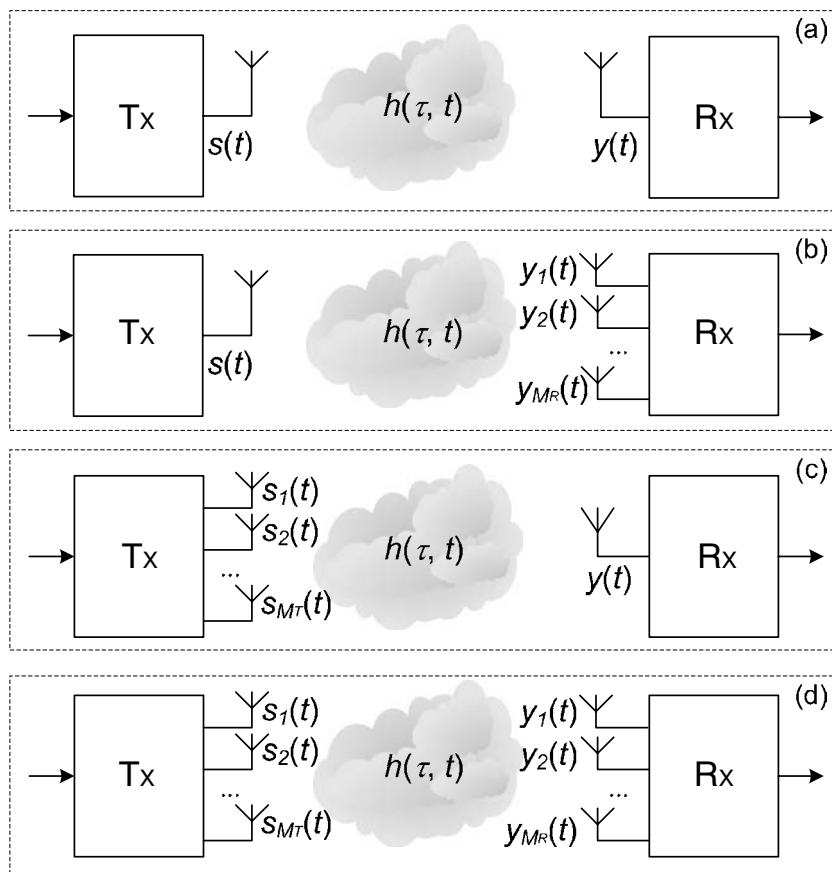 (a)
Tx
s(t)
h(τ, t)
y(t)
Rx
(b)
Tx
s(t)
h(τ, t)
y1(t)
y2(t)
...
yMR(t)
Rx
(c)
Tx
s1(t)
s2(t)
...
sMT(t)
h(τ, t)
y(t)
Rx
(d)
Tx
s1(t)
s2(t)
...
sMT(t)
h(τ, t)
y1(t)
y2(t)
...
yMR(t)
Rx